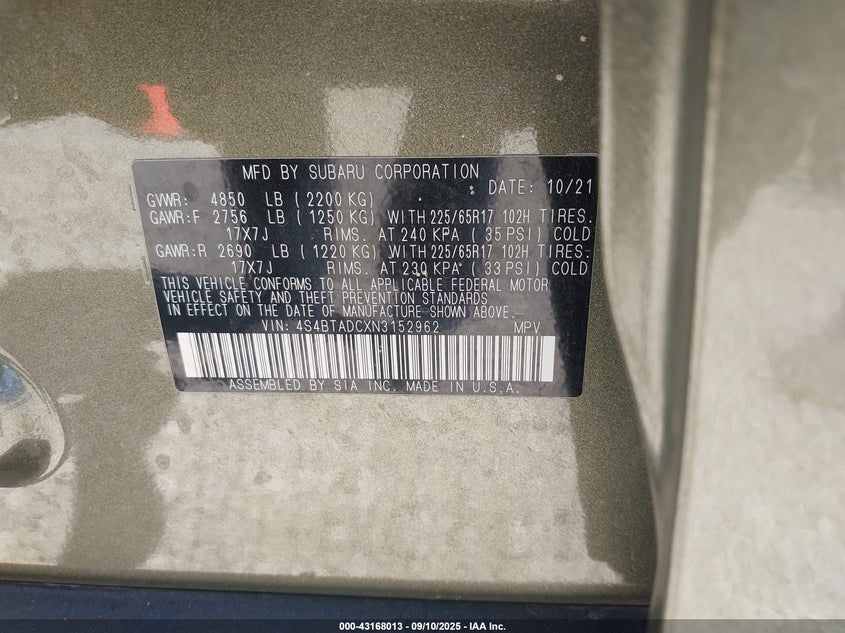 MFD BY SUBARU CORPORATION
DATE: 10/21
GVWR: 4850 LB ( 2200 KG)
GAWR:F 2756 LB ( 1250 KG) WITH 225/65R17 102H TIRES.
17X7J RIMS. AT 240 KPA ( 35 PSI) COLD
GAWR:R 2690 LB ( 1220 KG) WITH 225/65R17 102H TIRES.
17X7J RIMS. AT 230 KPA ( 33 PSI) COLD
THIS VEHICLE CONFORMS TO ALL APPLICABLE FEDERAL MOTOR
VEHICLE SAFETY AND THEFT PREVENTION STANDARDS
IN EFFECT ON THE DATE OF MANUFACTURE SHOWN ABOVE.
VIN: 4S4BTADCXN3152962 MPV
ASSEMBLED BY SIA INC. MADE IN U.S.A.
000-43168013 - 09/10/2025 - IAA Inc.